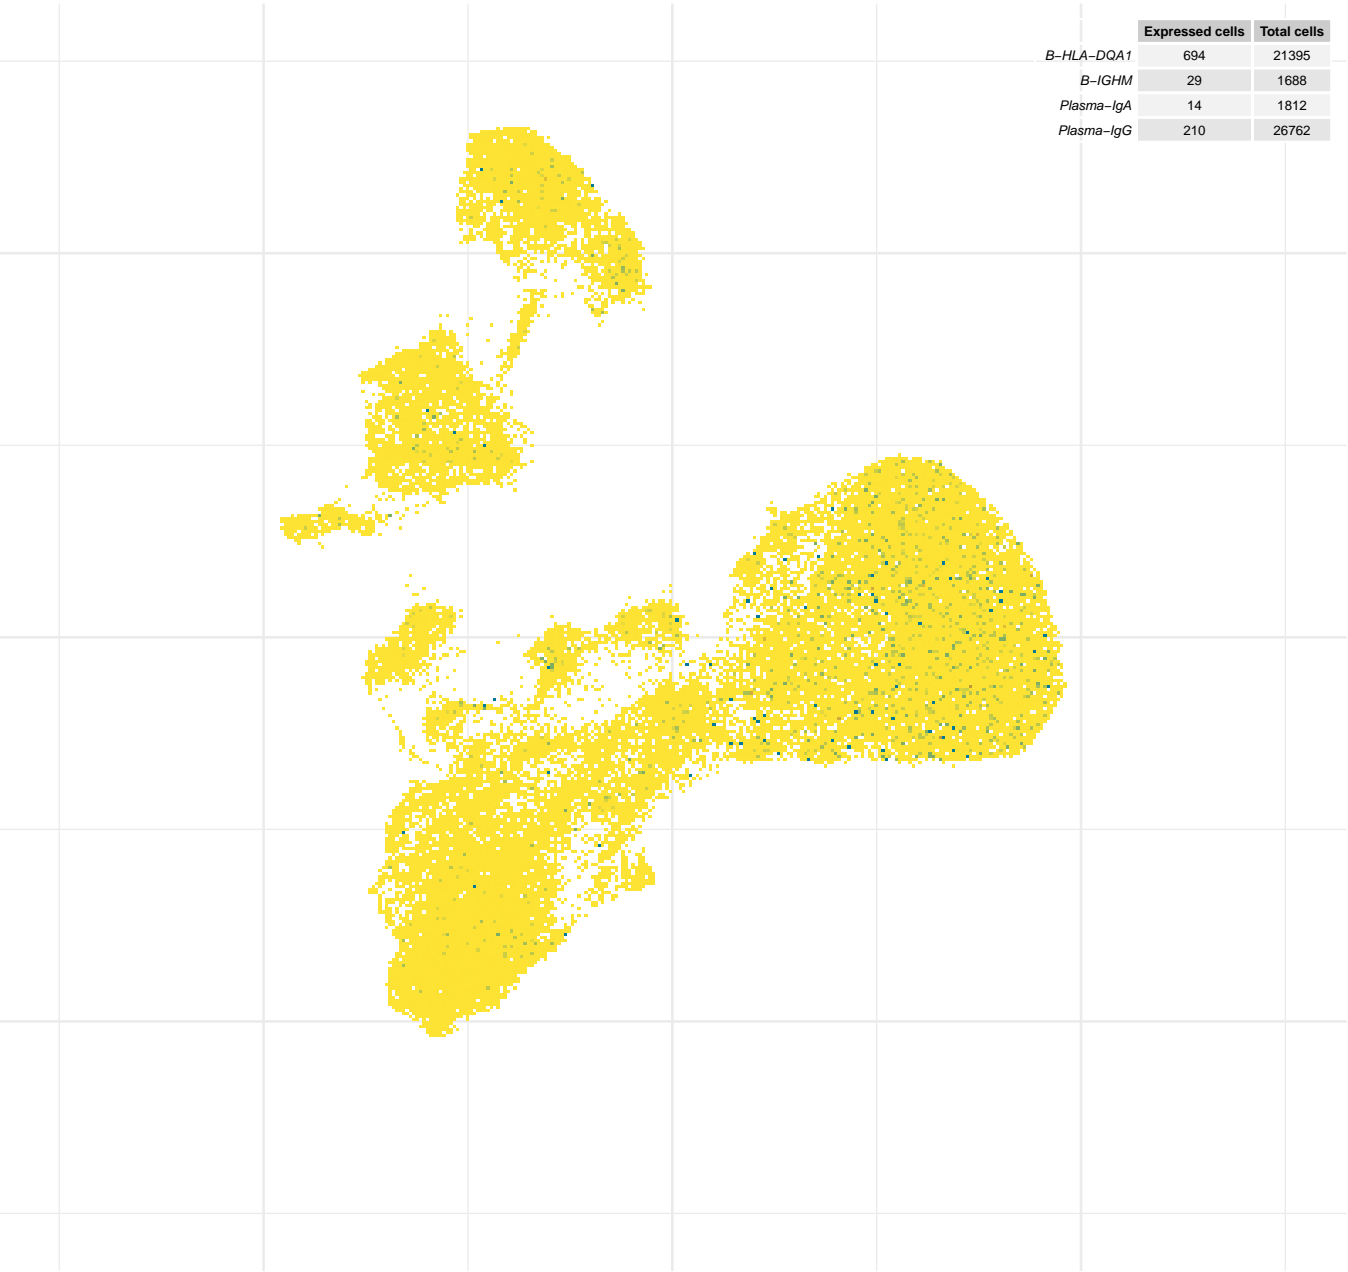 Expressed cells Total cells
B−HLA−DQA1 694 21395
B−IGHM 29 1688
Plasma−IgA 14 1812
Plasma−IgG 210 26762